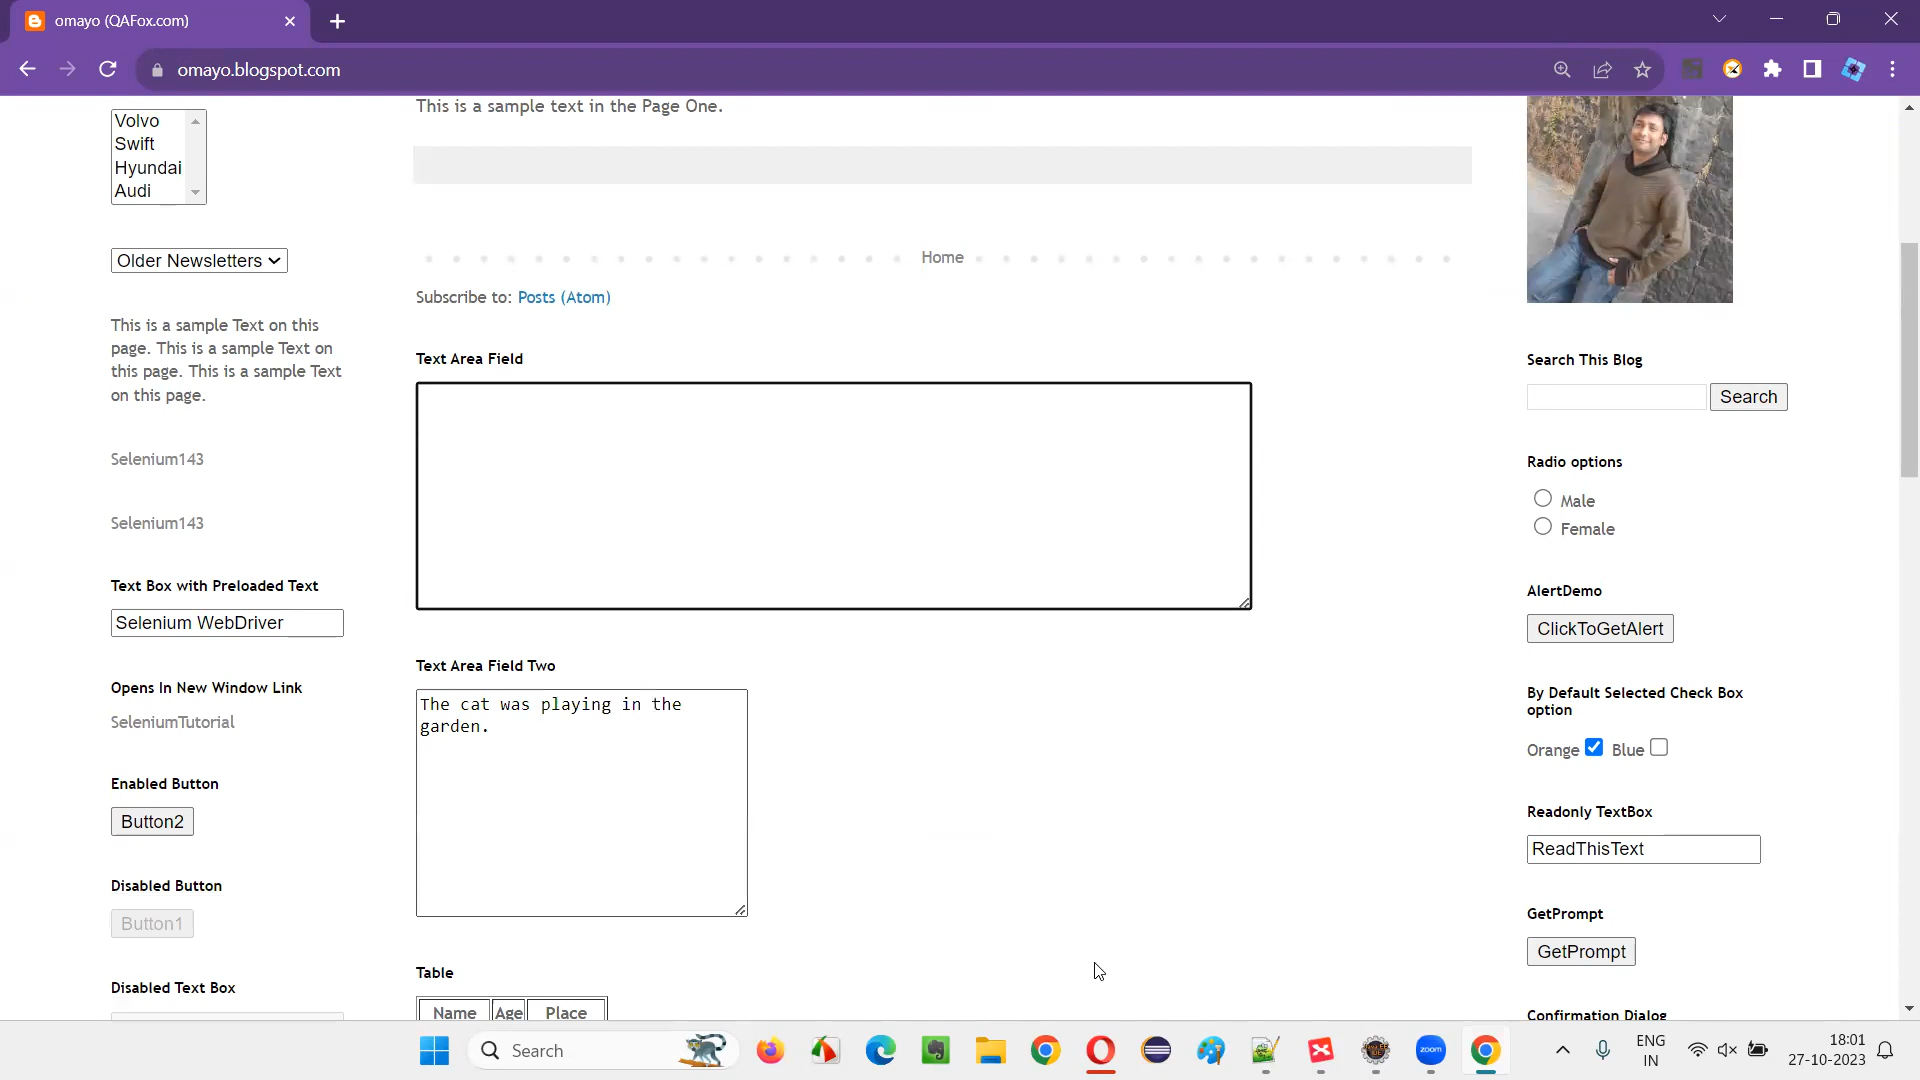 omayo (QAFox.com)
omayo.blogspot.com
Volvo
Swift
Hyundai
Audi
Older Newsletters
This is a sample Text on this
page. This is a sample Text on
this page. This is a sample Text
on this page.
Selenium143
Selenium143
Text Box with Preloaded Text
Selenium WebDriver
Opens In New Window Link
SeleniumTutorial
Enabled Button
Button2
Disabled Button
Button1
Disabled Text Box
This is a sample text in the Page One.
Home
Subscribe to: Posts (Atom)
Text Area Field
Text Area Field Two
The cat was playing in the
garden.
Table
Name Age Place
Search This Blog
Search
Radio options
Male
Female
AlertDemo
ClickToGetAlert
By Default Selected Check Box
option
Orange Blue
Readonly TextBox
ReadThisText
GetPrompt
GetPrompt
Confirmation Dialog
Search
zoom
ENG
IN
18:01
27-10-2023